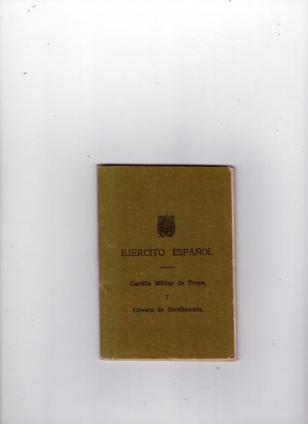 EJERCITO ESPAÑOL
Cartilla Militar de Tropa
y
Libreta de Movilización